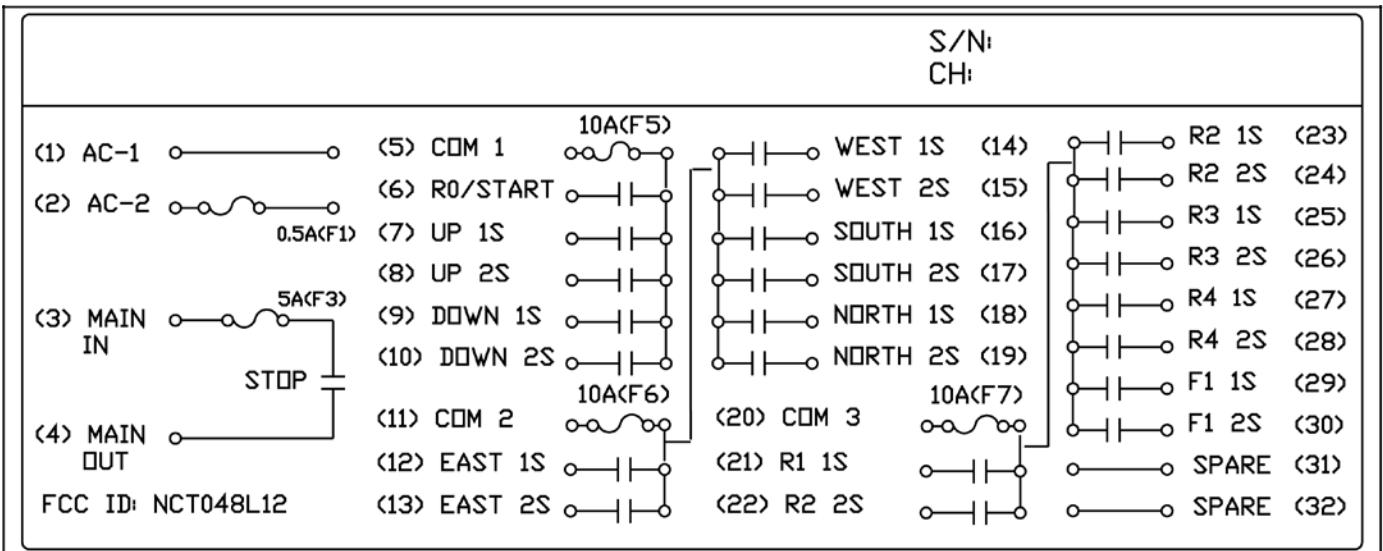 S/N:
CH:
(1) AC-1
(2) AC-2
0.5A(F1)
(3) MAIN
IN
5A(F3)
STOP
(4) MAIN
OUT
FCC ID: NCT048L12
(5) COM 1
10A(F5)
(6) R0/START
(7) UP 1S
(8) UP 2S
(9) DOWN 1S
(10) DOWN 2S
(11) COM 2
10A(F6)
(12) EAST 1S
(13) EAST 2S
WEST 1S (14)
WEST 2S (15)
SOUTH 1S (16)
SOUTH 2S (17)
NORTH 1S (18)
NORTH 2S (19)
(20) COM 3
10A(F7)
(21) R1 1S
(22) R2 2S
R2 1S (23)
R2 2S (24)
R3 1S (25)
R3 2S (26)
R4 1S (27)
R4 2S (28)
F1 1S (29)
F1 2S (30)
SPARE (31)
SPARE (32)